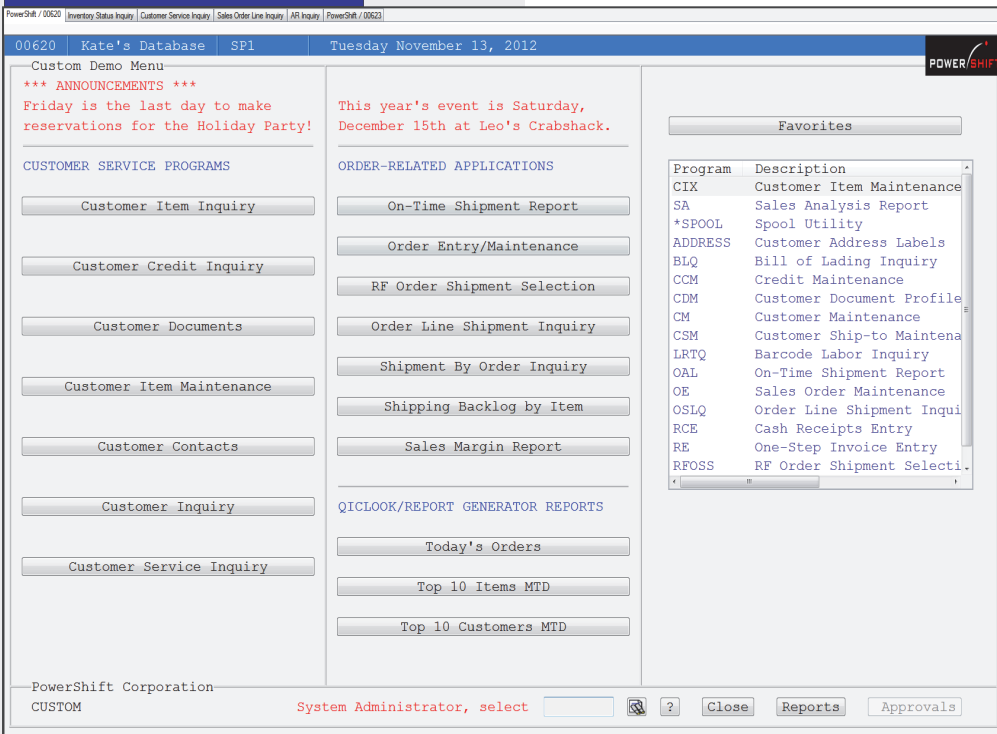 PowerShift / 00620 Inventory Status Inquiry Customer Service Inquiry Sales Order Line Inquiry AR Inquiry PowerShift / 00623
00620 Kate's Database SP1 Tuesday November 13, 2012
POWER/SHIFT
Custom Demo Menu
*** ANNOUNCEMENTS ***
Friday is the last day to make
reservations for the Holiday Party!
CUSTOMER SERVICE PROGRAMS
Customer Item Inquiry
Customer Credit Inquiry
Customer Documents
Customer Item Maintenance
Customer Contacts
Customer Inquiry
Customer Service Inquiry
This year's event is Saturday,
December 15th at Leo's Crabshack.
ORDER-RELATED APPLICATIONS
On-Time Shipment Report
Order Entry/Maintenance
RF Order Shipment Selection
Order Line Shipment Inquiry
Shipment By Order Inquiry
Shipping Backlog by Item
Sales Margin Report
QICLOOK/REPORT GENERATOR REPORTS
Today's Orders
Top 10 Items MTD
Top 10 Customers MTD
Favorites
Program Description
CIX Customer Item Maintenance
SA Sales Analysis Report
*SPOOL Spool Utility
ADDRESS Customer Address Labels
BLQ Bill of Lading Inquiry
CCM Credit Maintenance
CDM Customer Document Profile
CM Customer Maintenance
CSM Customer Ship-to Maintena
LRTQ Barcode Labor Inquiry
OAL On-Time Shipment Report
OE Sales Order Maintenance
OSLQ Order Line Shipment Inqui
RCE Cash Receipts Entry
RE One-Step Invoice Entry
RFOSS RF Order Shipment Selecti
PowerShift Corporation
CUSTOM System Administrator, select ? Close Reports Approvals